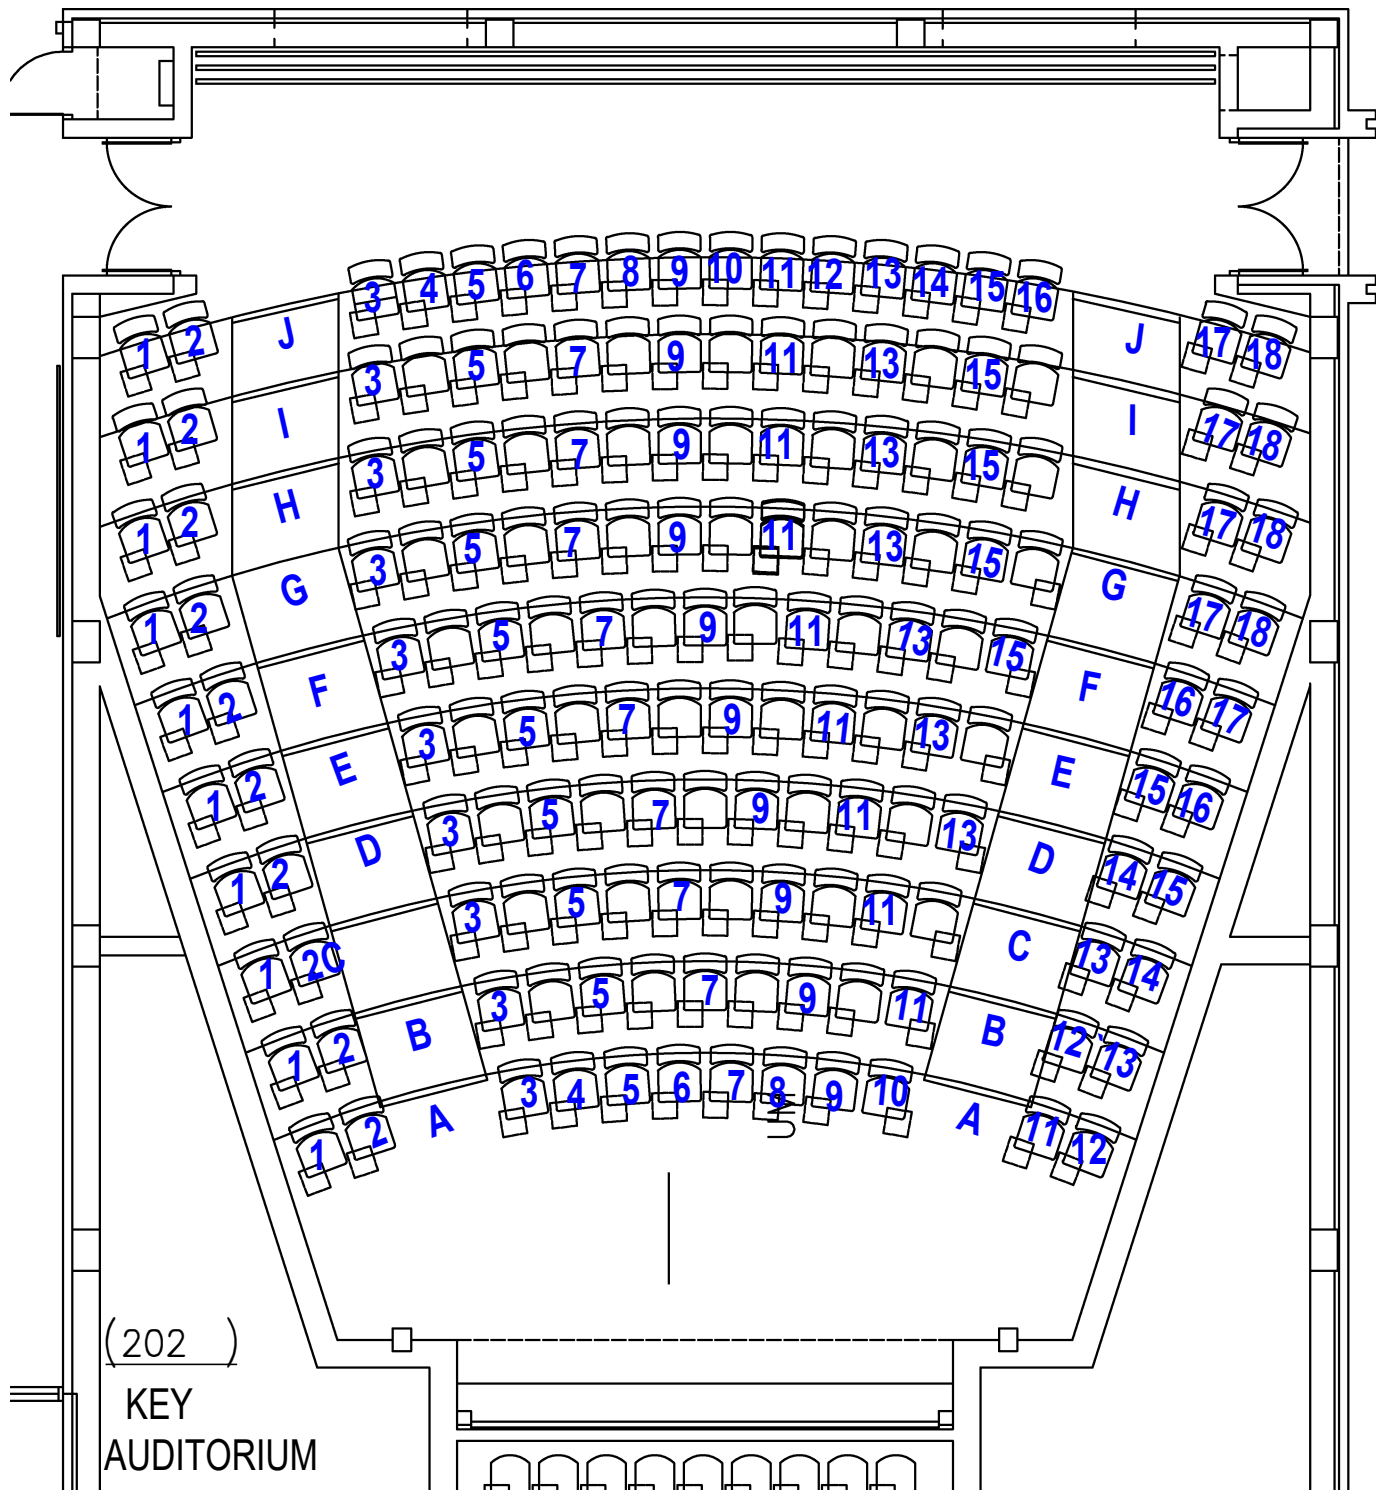 1 2 J 3 4 5 6 7 8 9 10 11 12 13 14 15 16 J 17 18
1 2 I 3 5 7 9 11 13 15 I 17 18
1 2 H 3 5 7 9 11 13 15 H 17 18
1 2 G 3 5 7 9 11 13 15 G 17 18
1 2 F 3 5 7 9 11 13 15 F 16 17
1 2 E 3 5 7 9 11 13 E 15 16
1 2 D 3 5 7 9 11 13 D 14 15
1 2 C 3 5 7 9 11 C 13 14
1 2 B 3 5 7 9 11 B 12 13
1 2 A 3 4 5 6 7 8 9 10 A 11 12
(202 )
KEY
AUDITORIUM